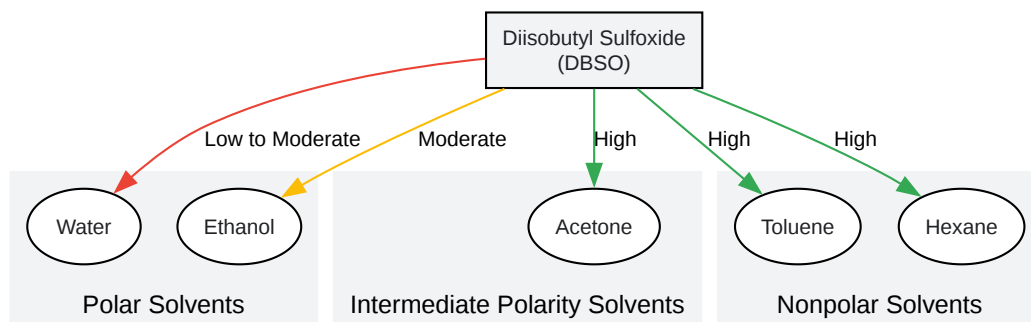 Diisobutyl Sulfoxide
(DBSO)
Low to Moderate
Moderate
High
High
High
Water
Ethanol
Acetone
Toluene
Hexane
Polar Solvents
Intermediate Polarity Solvents
Nonpolar Solvents